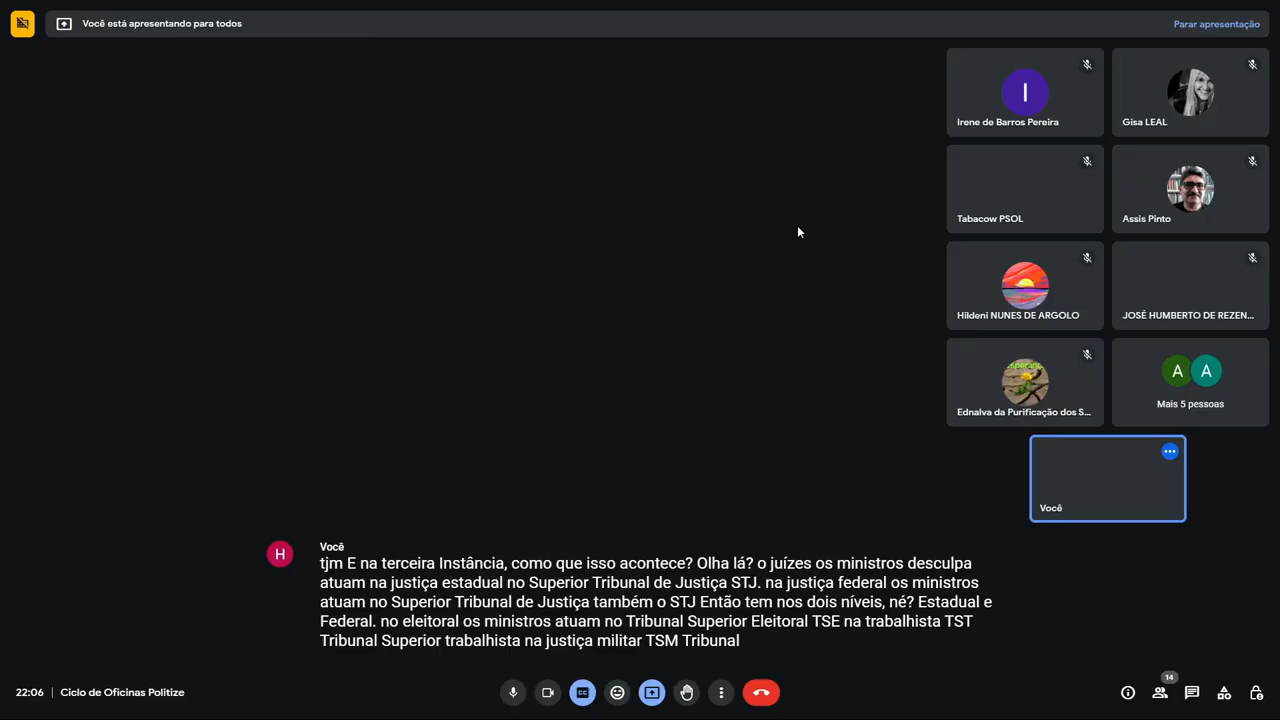 Você está apresentando para todos
Parar apresentação
I
Irene de Barros Pereira
Gisa LEAL
Tabacow PSOL
Assis Pinto
Hildeni NUNES DE ARGOLO
JOSÉ HUMBERTO DE REZEN...
Ednalva da Purificação dos S...
A A
Mais 5 pessoas
Você
H
Você
tjm E na terceira Instância, como que isso acontece? Olha lá? o juízes os ministros desculpa
atuam na justiça estadual no Superior Tribunal de Justiça STJ. na justiça federal os ministros
atuam no Superior Tribunal de Justiça também o STJ Então tem nos dois níveis, né? Estadual e
Federal. no eleitoral os ministros atuam no Tribunal Superior Eleitoral TSE na trabalhista TST
Tribunal Superior trabalhista na justiça militar TSM Tribunal
22:06 | Ciclo de Oficinas Politize
CC
14